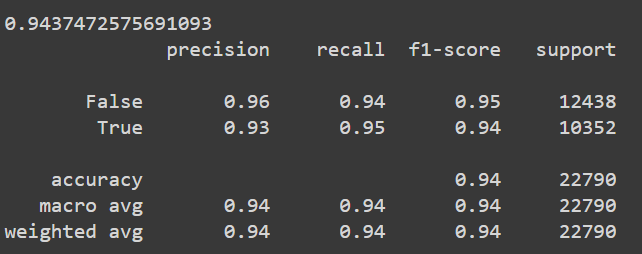 0.9437472575691093
precision recall f1-score support
False 0.96 0.94 0.95 12438
True 0.93 0.95 0.94 10352
accuracy 0.94 22790
macro avg 0.94 0.94 0.94 22790
weighted avg 0.94 0.94 0.94 22790